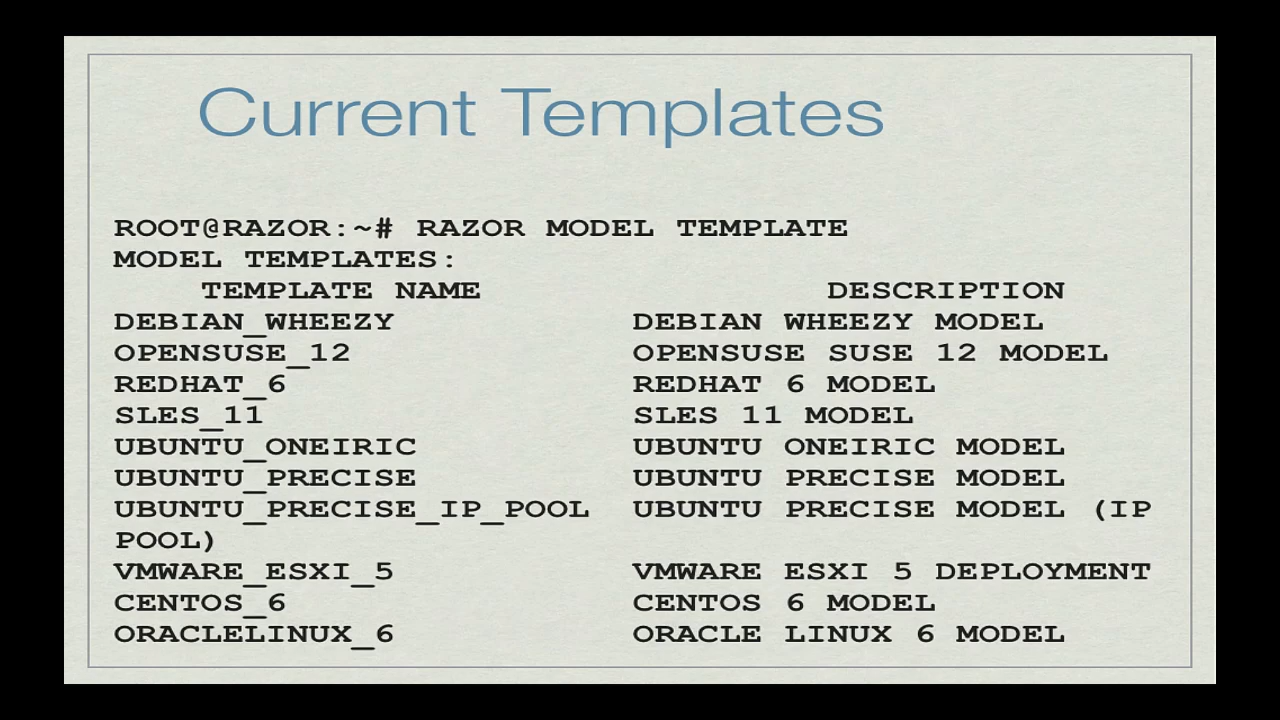 Current Templates
ROOT@RAZOR:~# RAZOR MODEL TEMPLATE
MODEL TEMPLATES:
TEMPLATE NAME DESCRIPTION
DEBIAN_WHEEZY DEBIAN WHEEZY MODEL
OPENSUSE_12 OPENSUSE SUSE 12 MODEL
REDHAT_6 REDHAT 6 MODEL
SLES_11 SLES 11 MODEL
UBUNTU_ONEIRIC UBUNTU ONEIRIC MODEL
UBUNTU_PRECISE UBUNTU PRECISE MODEL
UBUNTU_PRECISE_IP_POOL UBUNTU PRECISE MODEL (IP
POOL)
VMWARE_ESXI_5 VMWARE ESXI 5 DEPLOYMENT
CENTOS_6 CENTOS 6 MODEL
ORACLELINUX_6 ORACLE LINUX 6 MODEL